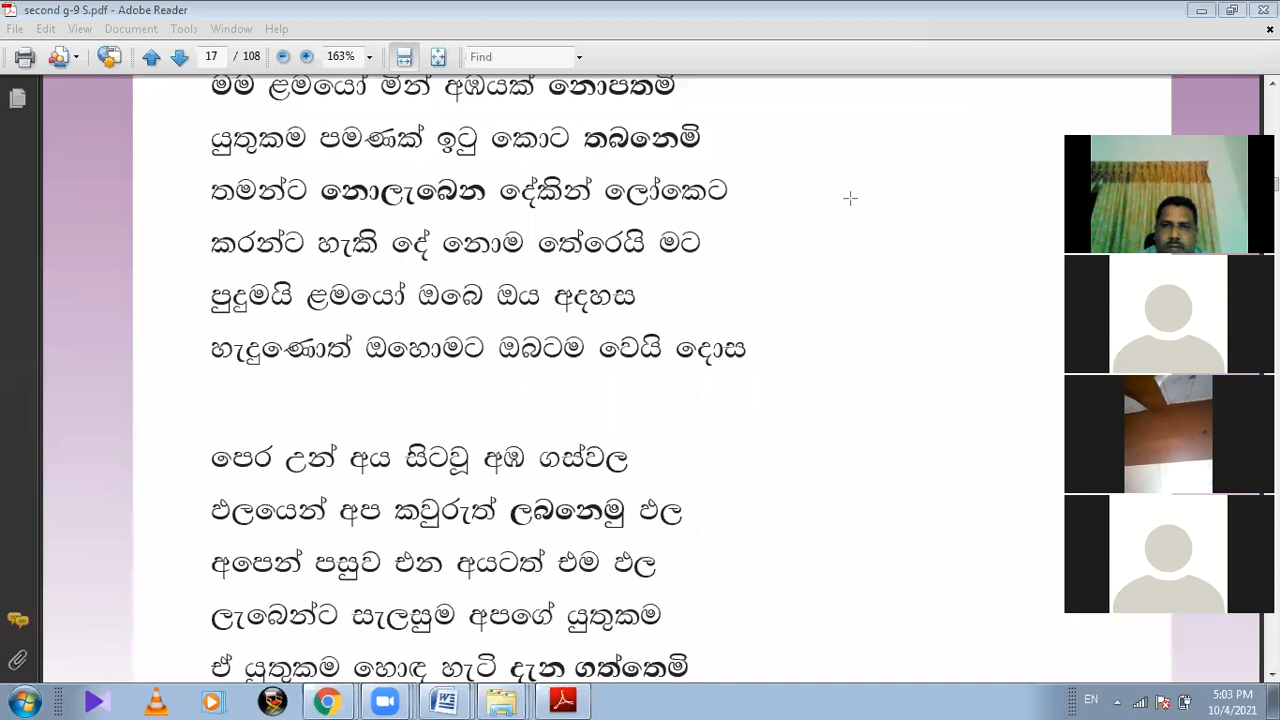 second g-9 S.pdf - Adobe Reader
File Edit View Document Tools Window Help
17 / 108 163% Find
මම ළමයෝ මින් අඹයක් නොපතමි
යුතුකම පමණක් ඉටු කොට තබනෙමි
තමන්ට නොලැබෙන දේකින් ලෝකෙට
කරන්ට හැකි දේ නොම තේරෙයි මට
පුදුමයි ළමයෝ ඔබෙ ඔය අදහස
හැදුණොත් ඔහොමට ඔබටම වෙයි දොස
පෙර උන් අය සිටවූ අඹ ගස්වල
ඵලයෙන් අප කවුරුත් ලබනෙමු ඵල
අපෙන් පසුව එන අයටත් එම ඵල
ලැබෙන්ට සැලසුම අපගේ යුතුකම
ඒ යුතුකම හොඳ හැටි දැන ගත්තෙමි
EN 5:03 PM
10/4/2021